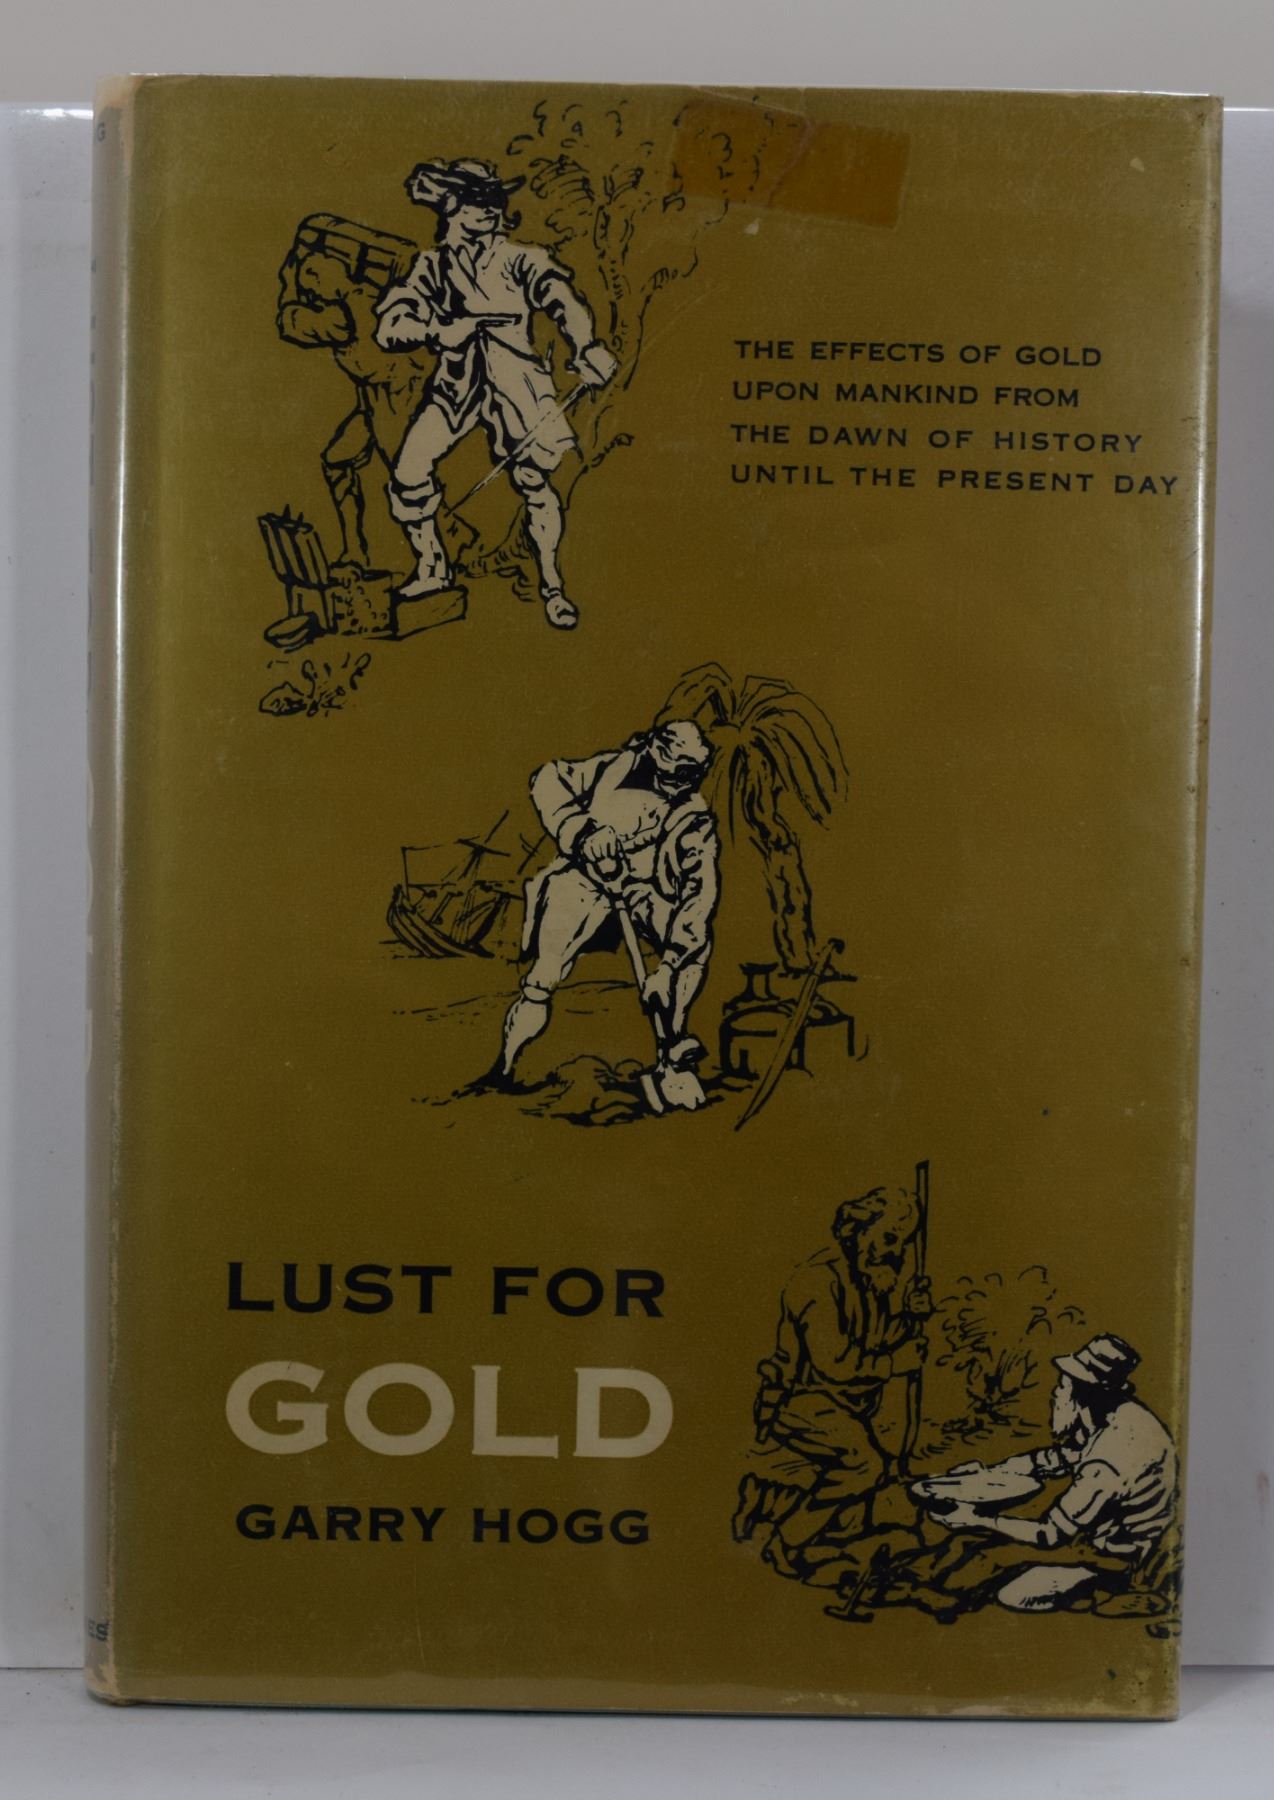 THE EFFECTS OF GOLD
UPON MANKIND FROM
THE DAWN OF HISTORY
UNTIL THE PRESENT DAY
LUST FOR
GOLD
GARRY HOGG